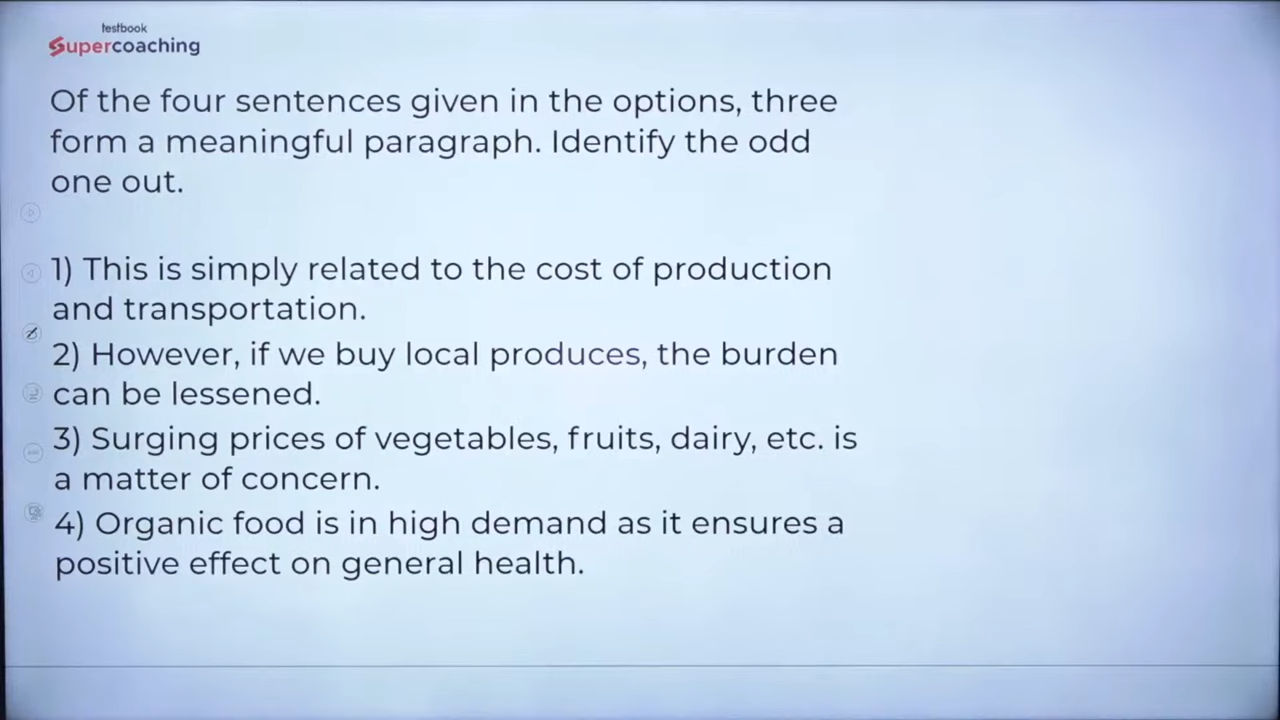 testbook
Supercoaching
Of the four sentences given in the options, three
form a meaningful paragraph. Identify the odd
one out.
1) This is simply related to the cost of production
and transportation.
2) However, if we buy local produces, the burden
can be lessened.
3) Surging prices of vegetables, fruits, dairy, etc. is
a matter of concern.
4) Organic food is in high demand as it ensures a
positive effect on general health.